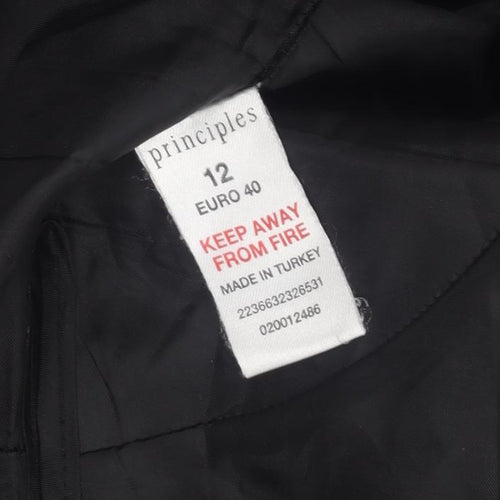 principles
12
EURO 40
KEEP AWAY
FROM FIRE
MADE IN TURKEY
2236632326531
020012486